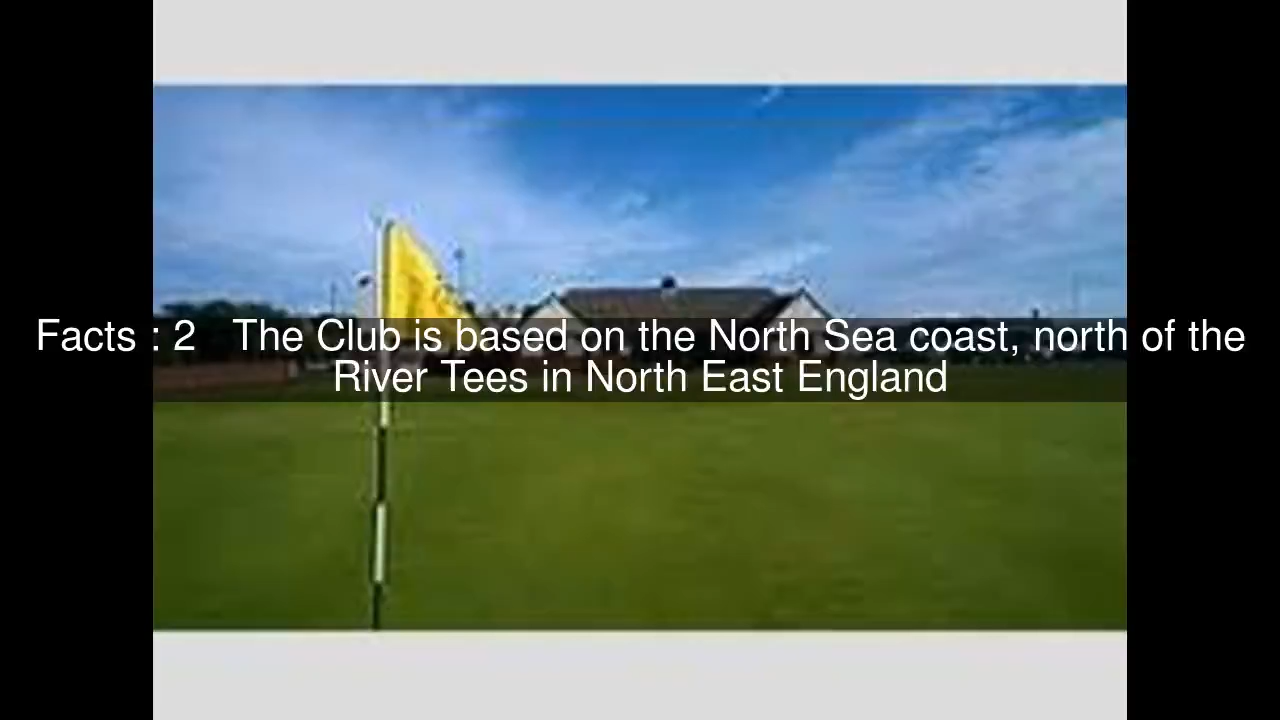 Facts : 2 The Club is based on the North Sea coast, north of the
River Tees in North East England